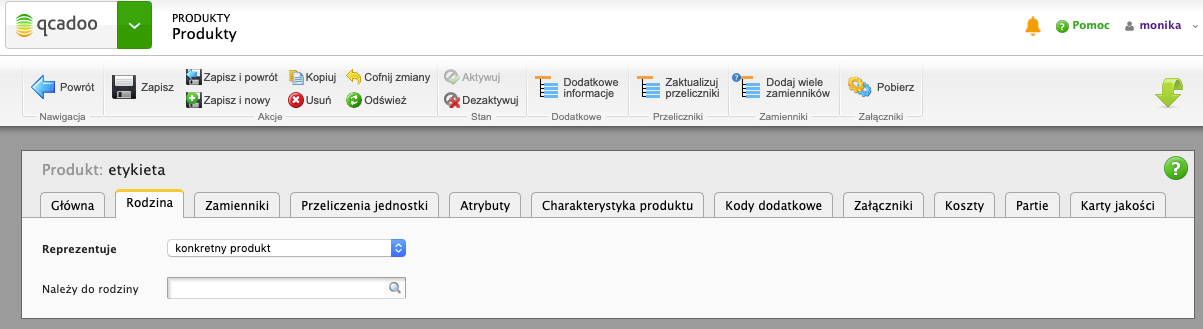 qcadoo
PRODUKTY
Produkty
Pomoc
monika
Powrót
Nawigacja
Zapisz
Zapisz i powrót
Kopiuj
Cofnij zmiany
Zapisz i nowy
Usuń
Odśwież
Akcje
Aktywuj
Dezaktywuj
Stan
Dodatkowe
informacje
Dodatkowe
Zaktualizuj
przeliczniki
Przeliczniki
Dodaj wiele
zamienników
Zamienniki
Pobierz
Załączniki
Produkt: etykieta
Główna Rodzina Zamienniki Przeliczenia jednostki Atrybuty Charakterystyka produktu Kody dodatkowe Załączniki Koszty Partie Karty jakości
Reprezentuje konkretny produkt
Należy do rodziny